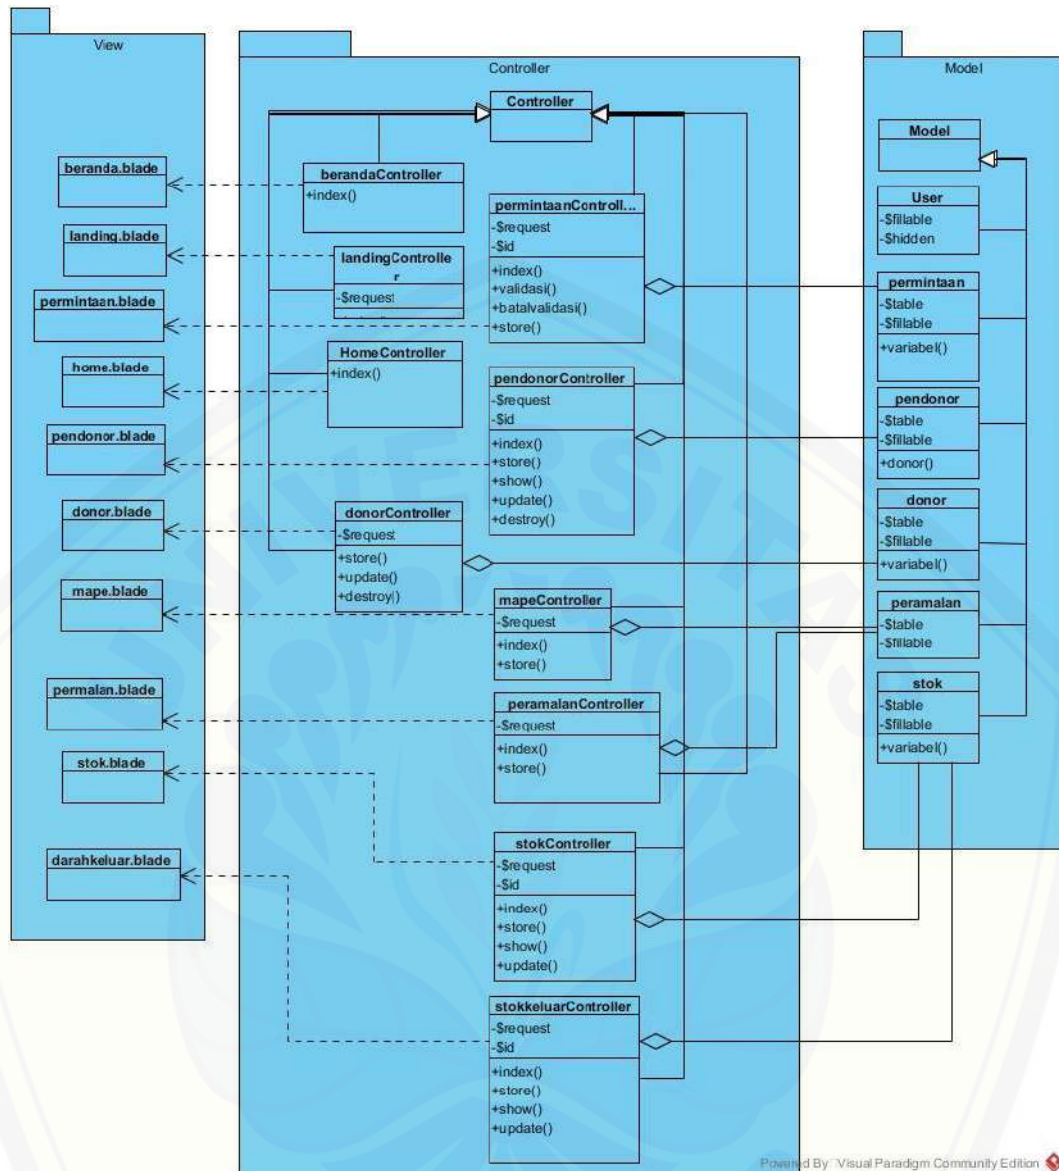 View
beranda.blade
landing.blade
permintaan.blade
home.blade
pendonor.blade
donor.blade
mape.blade
permalan.blade
stok.blade
darahkeluar.blade
Controller
Controller
berandaController
+index()
landingControlle
r
-$request
HomeController
+index()
donorController
-$request
+store()
+update()
+destroy()
permintaanControll...
-$request
-$id
+index()
+validasi()
+batalvalidasi()
+store()
pendonorController
-$request
-$id
+index()
+store()
+show()
+update()
+destroy()
mapeController
-$request
+index()
+store()
peramalanController
-$request
+index()
+store()
stokController
-$request
-$id
+index()
+store()
+show()
+update()
stokkeluarController
-$request
-$id
+index()
+store()
+show()
+update()
Model
Model
User
-$fillable
-$hidden
permintaan
-$table
-$fillable
+variabel()
pendonor
-$table
-$fillable
+donor()
donor
-$table
-$fillable
+variabel()
peramalan
-$table
-$fillable
stok
-$table
-$fillable
+variabel()
UNIVERSITAS
Powered By Visual Paradigm Community Edition